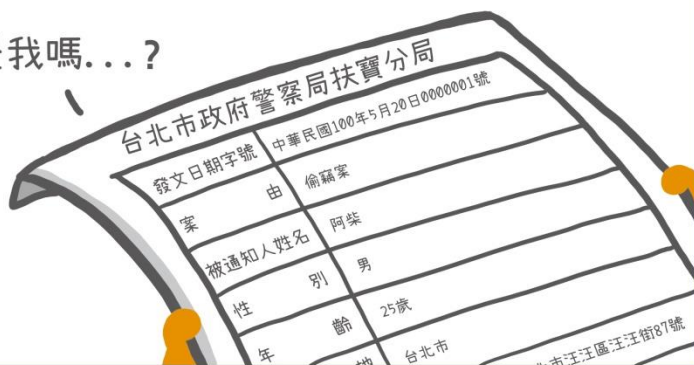 我嗎...?
台北市政府警察局扶寶分局
發文日期字號 中華民國100年5月20日0000001號
案由 偷竊案
被通知人姓名 阿柴
性別 男
年齡 25歲
地 台北市
市汪汪區汪汪街87號